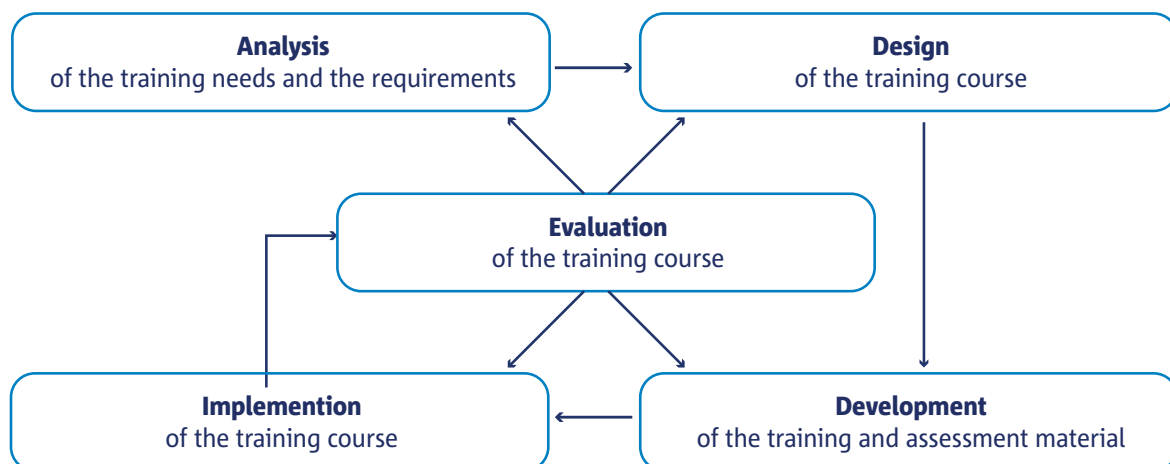 Analysis
of the training needs and the requirements
Design
of the training course
Evaluation
of the training course
Implemention
of the training course
Development
of the training and assessment material